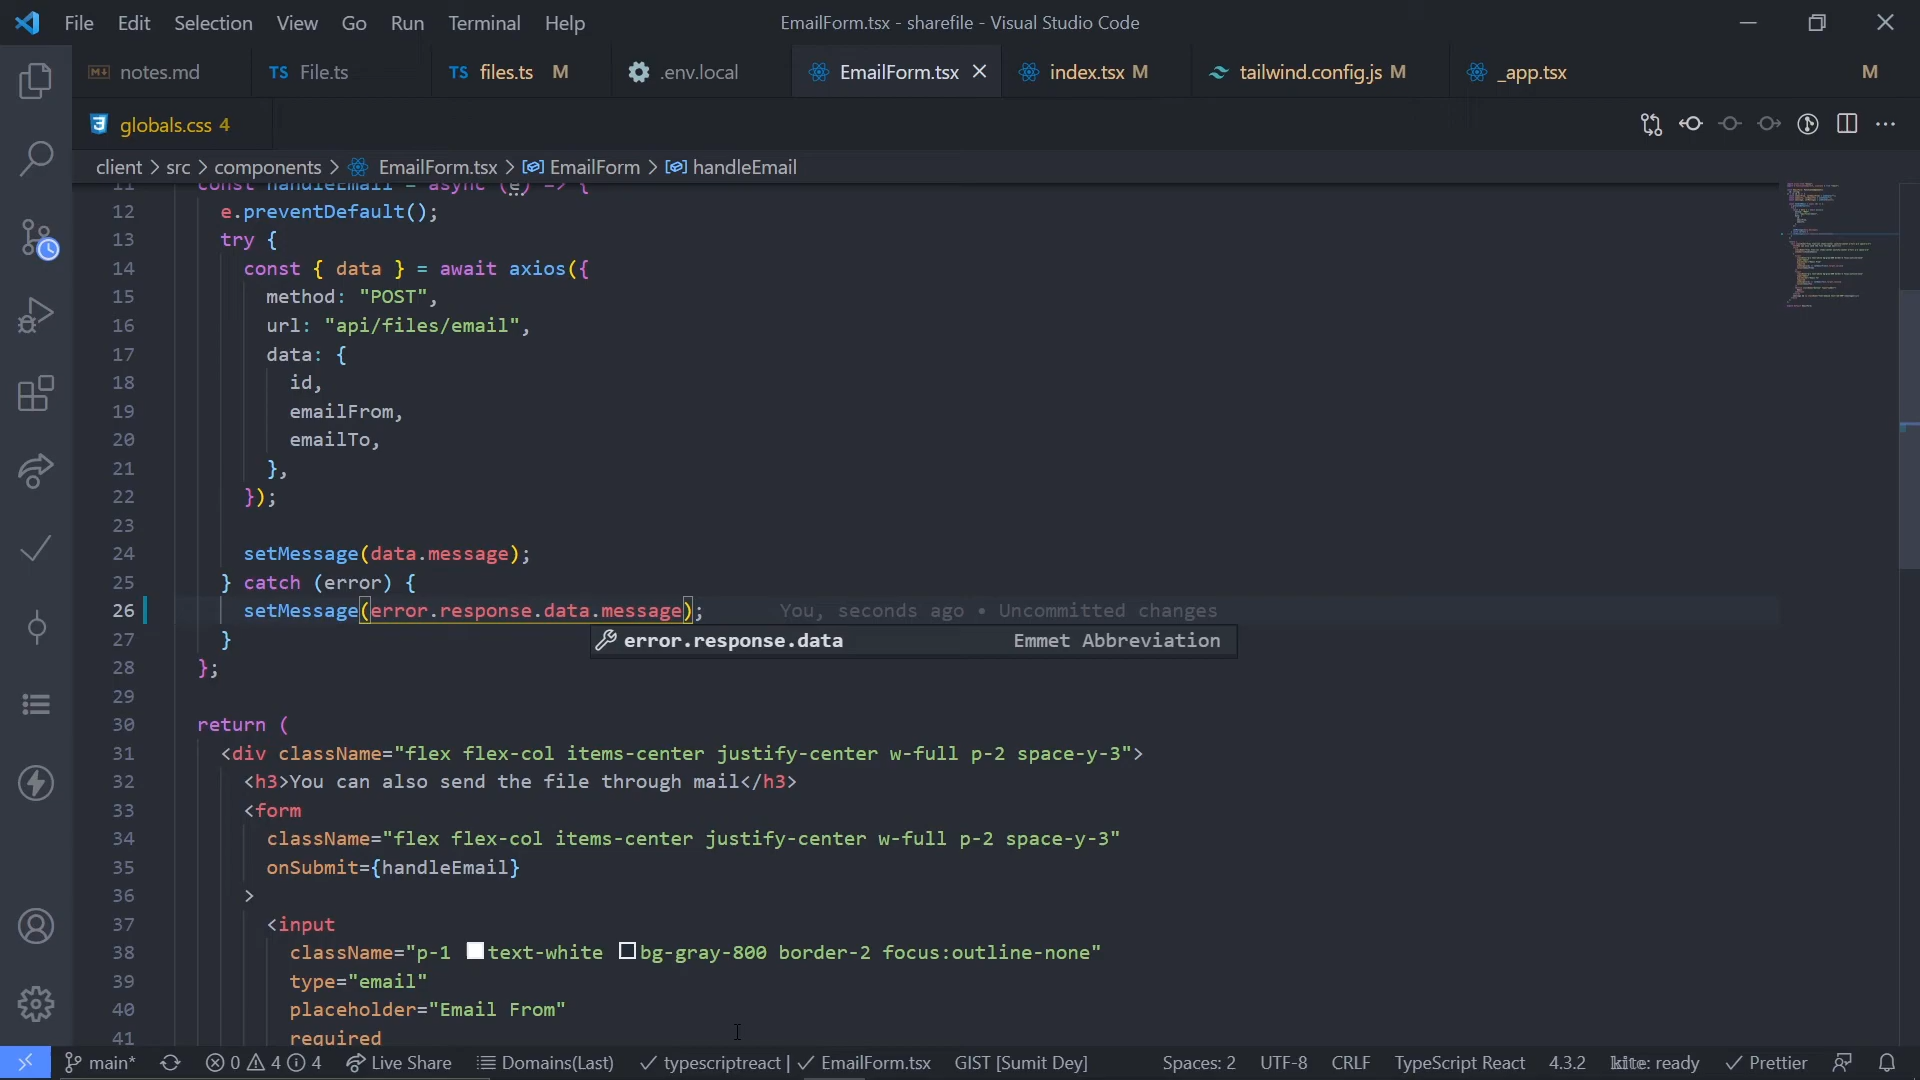 File Edit Selection View Go Run Terminal Help EmailForm.tsx - sharefile - Visual Studio Code
notes.md TS File.ts TS files.ts M .env.local EmailForm.tsx index.tsx M tailwind.config.js M _app.tsx M
globals.css 4
client > src > components > EmailForm.tsx > EmailForm > handleEmail
11 const handleEmail = async (e) => {
12 e.preventDefault();
13 try {
14 const { data } = await axios({
15 method: "POST",
16 url: "api/files/email",
17 data: {
18 id,
19 emailFrom,
20 emailTo,
21 },
22 });
23
24 setMessage(data.message);
25 } catch (error) {
26 setMessage(error.response.data.message); You, seconds ago • Uncommitted changes
27 }
error.response.data Emmet Abbreviation
28 };
29
30 return (
31 <div className="flex flex-col items-center justify-center w-full p-2 space-y-3">
32 <h3>You can also send the file through mail</h3>
33 <form
34 className="flex flex-col items-center justify-center w-full p-2 space-y-3"
35 onSubmit={handleEmail}
36 >
37 <input
38 className="p-1 text-white bg-gray-800 border-2 focus:outline-none"
39 type="email"
40 placeholder="Email From"
41 required
main* 0 4 4 Live Share Domains(Last) typescriptreact | EmailForm.tsx GIST [Sumit Dey] Spaces: 2 UTF-8 CRLF TypeScript React 4.3.2 kite: ready Prettier